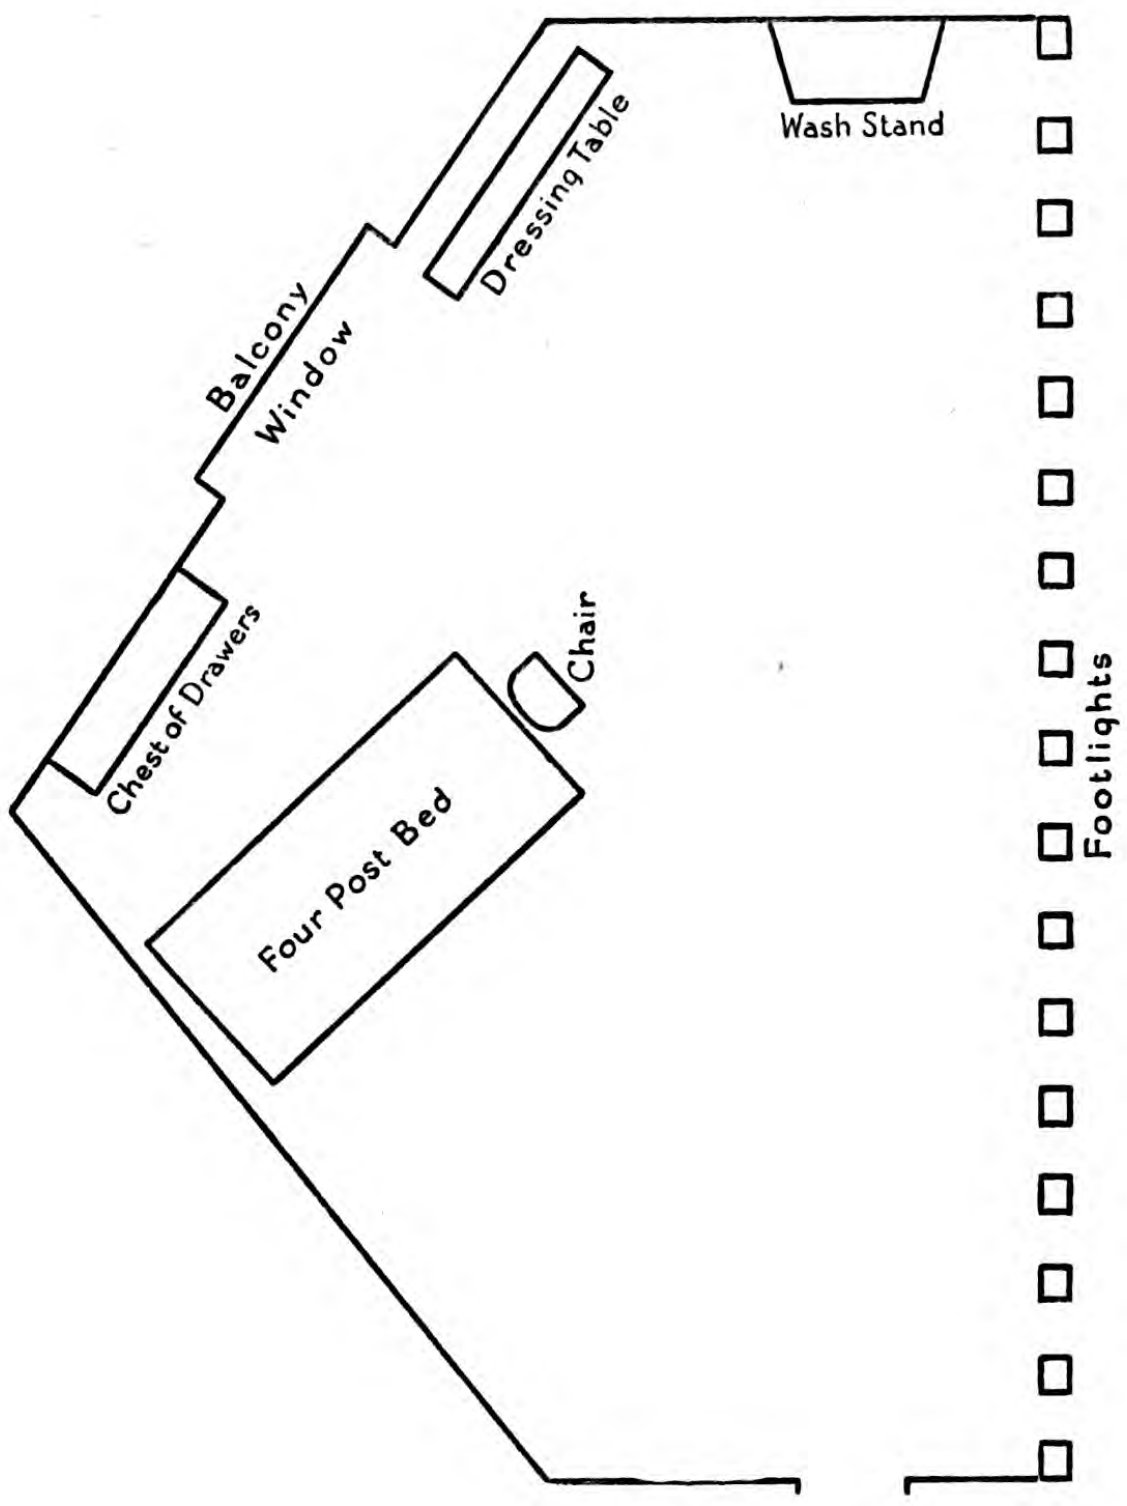 Wash Stand
Dressing Table
Balcony
Window
Chest of Drawers
Chair
Four Post Bed
Footlights